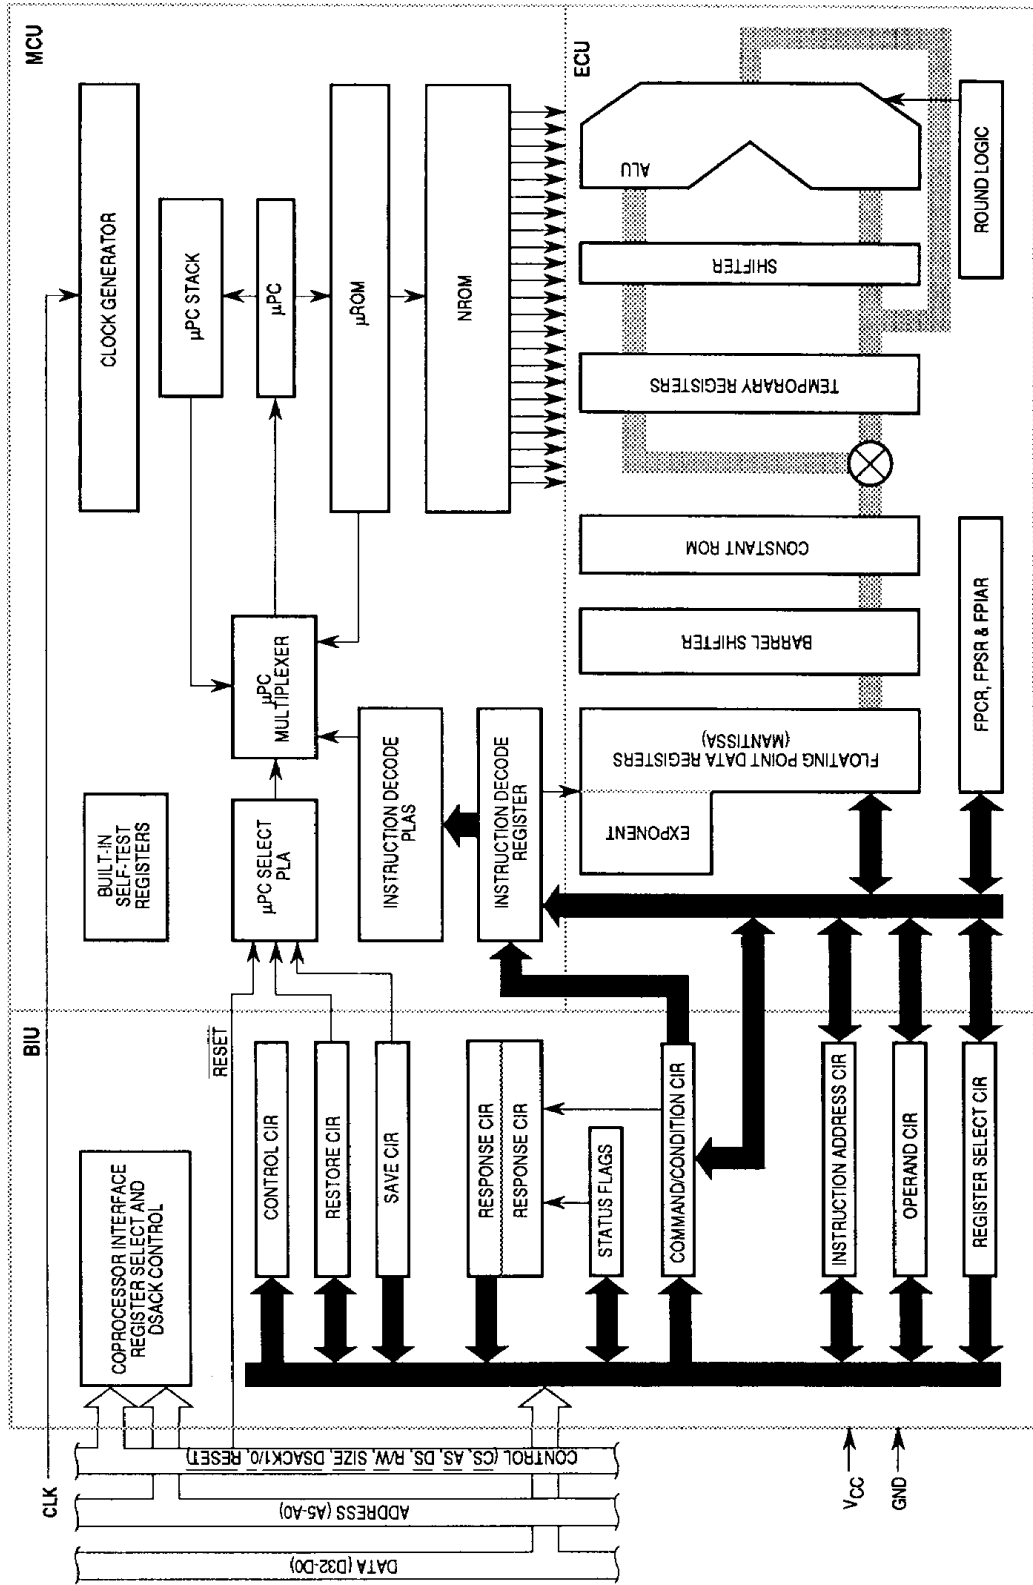 BIU
MCU
ECU
CLK
COPROCESSOR INTERFACE
REGISTER SELECT AND
DSACK CONTROL
BUILT-IN
SELF-TEST
REGISTERS
CLOCK GENERATOR
RESET
µPC SELECT
PLA
µPC
MULTIPLEXER
µPC STACK
µPC
µROM
NROM
CONTROL CIR
RESTORE CIR
SAVE CIR
RESPONSE CIR
RESPONSE CIR
STATUS FLAGS
COMMAND/CONDITION CIR
INSTRUCTION ADDRESS CIR
OPERAND CIR
REGISTER SELECT CIR
INSTRUCTION DECODE
PLAS
INSTRUCTION DECODE
REGISTER
EXPONENT
FLOATING POINT DATA REGISTERS
(MANTISSA)
BARREL SHIFTER
CONSTANT ROM
TEMPORARY REGISTERS
SHIFTER
ALU
FPCR, FPSR & FPIAR
ROUND LOGIC
CONTROL (CS, AS, DS, R/W, SIZE, DSACK1/0, RESET)
ADDRESS (A5-A0)
DATA (D32-D0)
VCC
GND